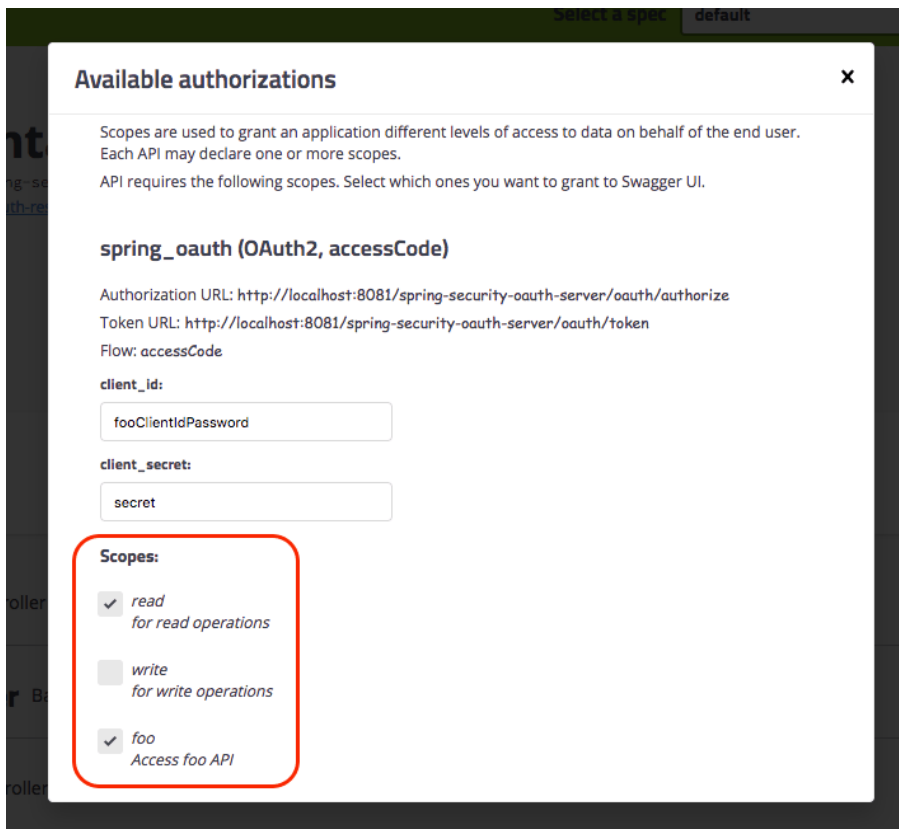 Select a spec default
Available authorizations x
Scopes are used to grant an application different levels of access to data on behalf of the end user.
Each API may declare one or more scopes.
API requires the following scopes. Select which ones you want to grant to Swagger UI.
spring_oauth (OAuth2, accessCode)
Authorization URL: http://localhost:8081/spring-security-oauth-server/oauth/authorize
Token URL: http://localhost:8081/spring-security-oauth-server/oauth/token
Flow: accessCode
client_id:
fooClientIdPassword
client_secret:
secret
Scopes:
read
for read operations
write
for write operations
foo
Access foo API